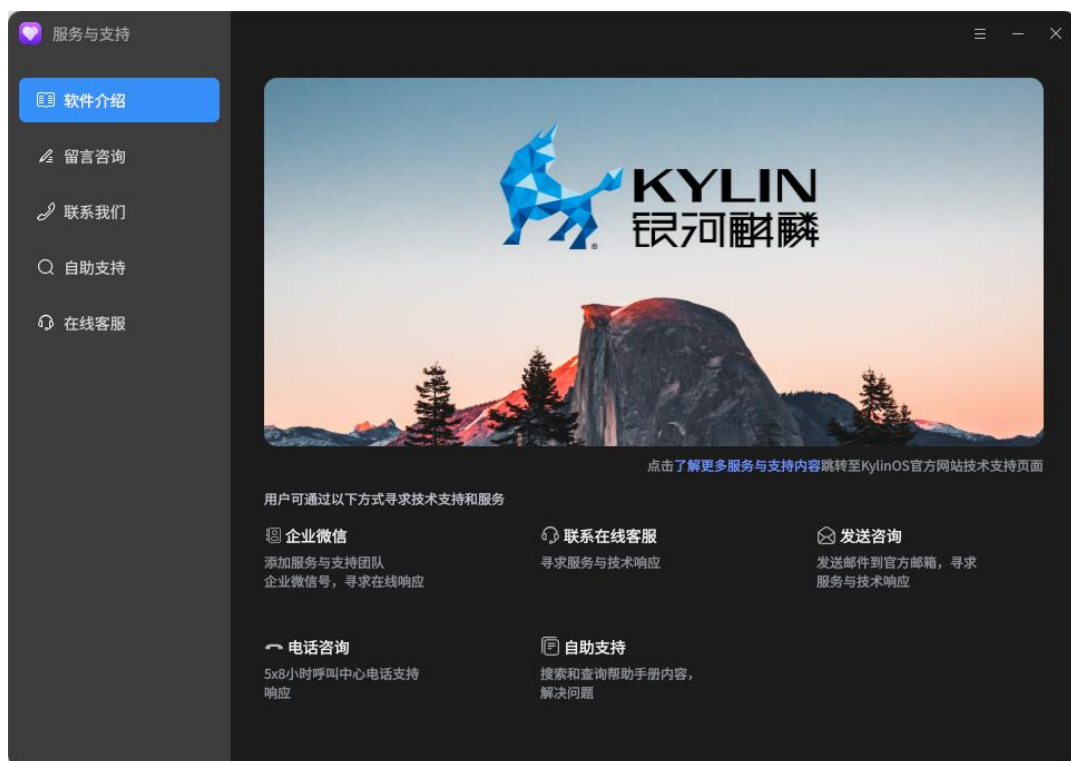 服务与支持
软件介绍
留言咨询
联系我们
自助支持
在线客服
KYLIN
银河麒麟
®
点击了解更多服务与支持内容跳转至KylinOS官方网站技术支持页面
用户可通过以下方式寻求技术支持和服务
企业微信
添加服务与支持团队
企业微信号，寻求在线响应
联系在线客服
寻求服务与技术响应
发送咨询
发送邮件到官方邮箱，寻求
服务与技术响应
电话咨询
5x8小时呼叫中心电话支持
响应
自助支持
搜索和查询帮助手册内容，
解决问题